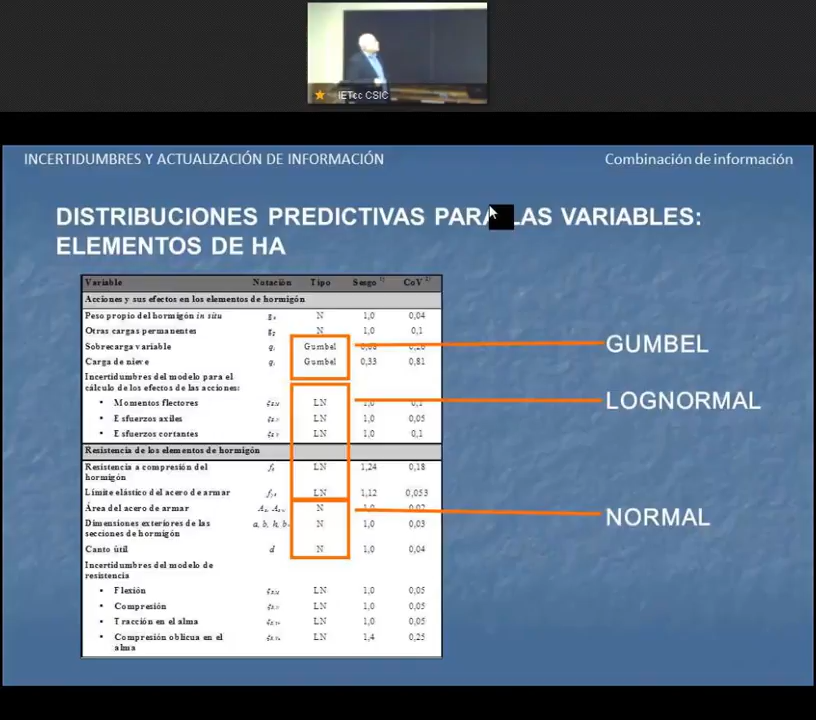 IETcc CSIC
INCERTIDUMBRES Y ACTUALIZACIÓN DE INFORMACIÓN
Combinación de información
DISTRIBUCIONES PREDICTIVAS PARA LAS VARIABLES:
ELEMENTOS DE HA
Variable Notación Tipo Sesgo CoV
Acciones y sus efectos en los elementos de hormigón
Peso propio del hormigón in situ N 1,0 0,04
Otras cargas permanentes N 1,0 0,1
Sobrecarga variable Gumbel
Carga de nieve Gumbel 0,33 0,81
Incertidumbres del modelo para el
cálculo de los efectos de las acciones:
• Momentos flectores LN 1,0 0,1
• Esfuerzos axiles LN 1,0 0,05
• Esfuerzos cortantes LN 1,0 0,1
Resistencia de los elementos de hormigón
Resistencia a compresión del
hormigón LN 1,24 0,18
Límite elástico del acero de armar LN 1,12 0,053
Área del acero de armar N 1,0 0,02
Dimensiones exteriores de las
secciones de hormigón a, b, h, N 1,0 0,03
Canto útil d N 1,0 0,04
Incertidumbres del modelo de
resistencia
• Flexión LN 1,0 0,05
• Compresión LN 1,0 0,05
• Tracción en el alma LN 1,0 0,05
• Compresión oblicua en el
alma LN 1,4 0,25
GUMBEL
LOGNORMAL
NORMAL